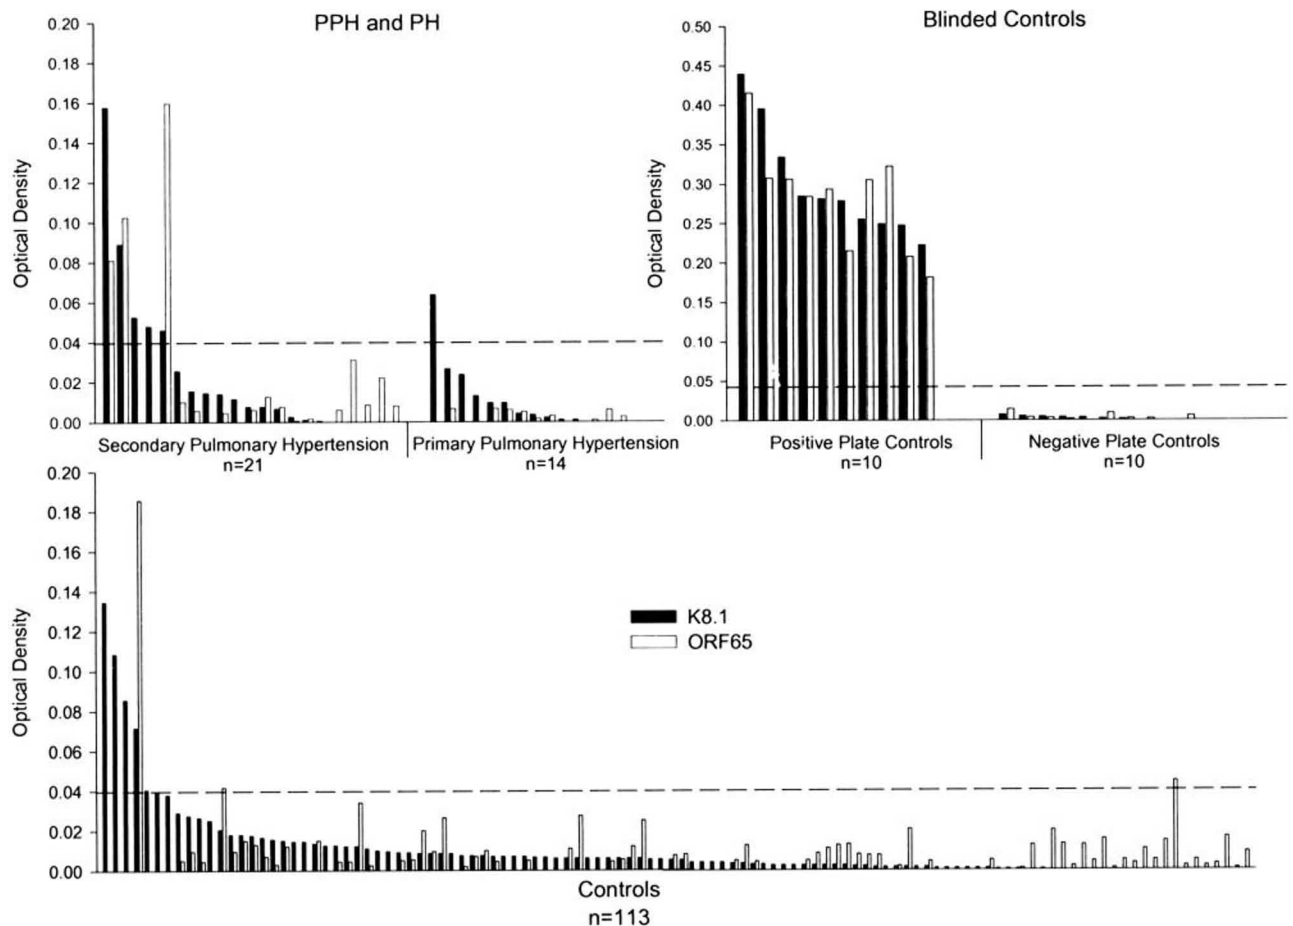 PPH and PH
0.20
0.18
0.16
0.14
0.12
0.10
0.08
0.06
0.04
0.02
0.00
Optical Density
Secondary Pulmonary Hypertension
n=21
Primary Pulmonary Hypertension
n=14
Blinded Controls
0.50
0.45
0.40
0.35
0.30
0.25
0.20
0.15
0.10
0.05
0.00
Optical Density
Positive Plate Controls
n=10
Negative Plate Controls
n=10
0.20
0.18
0.16
0.14
0.12
0.10
0.08
0.06
0.04
0.02
0.00
Optical Density
K8.1
ORF65
Controls
n=113